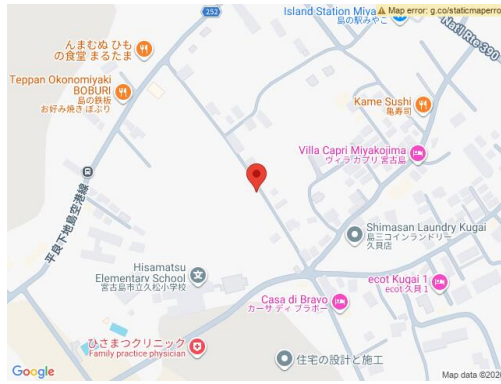 252
Island Station Miya
島の駅みやこ
Map error: g.co/staticmaperro
Nat'l Rte 390
んまむぬ ひも
の食堂 まるたま
Teppan Okonomiyaki
BOBURI
島の鉄板
お好み焼き ぼぶり
Kame Sushi
亀寿司
Villa Capri Miyakojima
ヴィラ カプリ 宮古島
平良下地島空港線
Shimasan Laundry Kugai
島三コインランドリー
久貝店
Hisamatsu
Elementary School
宮古島市立久松小学校
ecot Kugai 1
ecot 久貝 1
Casa di Bravo
カーサ ディ ブラボー
ひさまつクリニック
Family practice physician
住宅の設計と施工
Google
Map data ©202